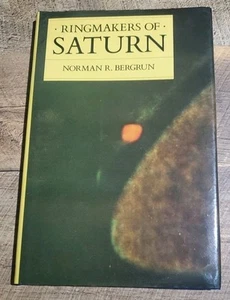 · RINGMAKERS OF ·
SATURN
NORMAN R. BERGRUN